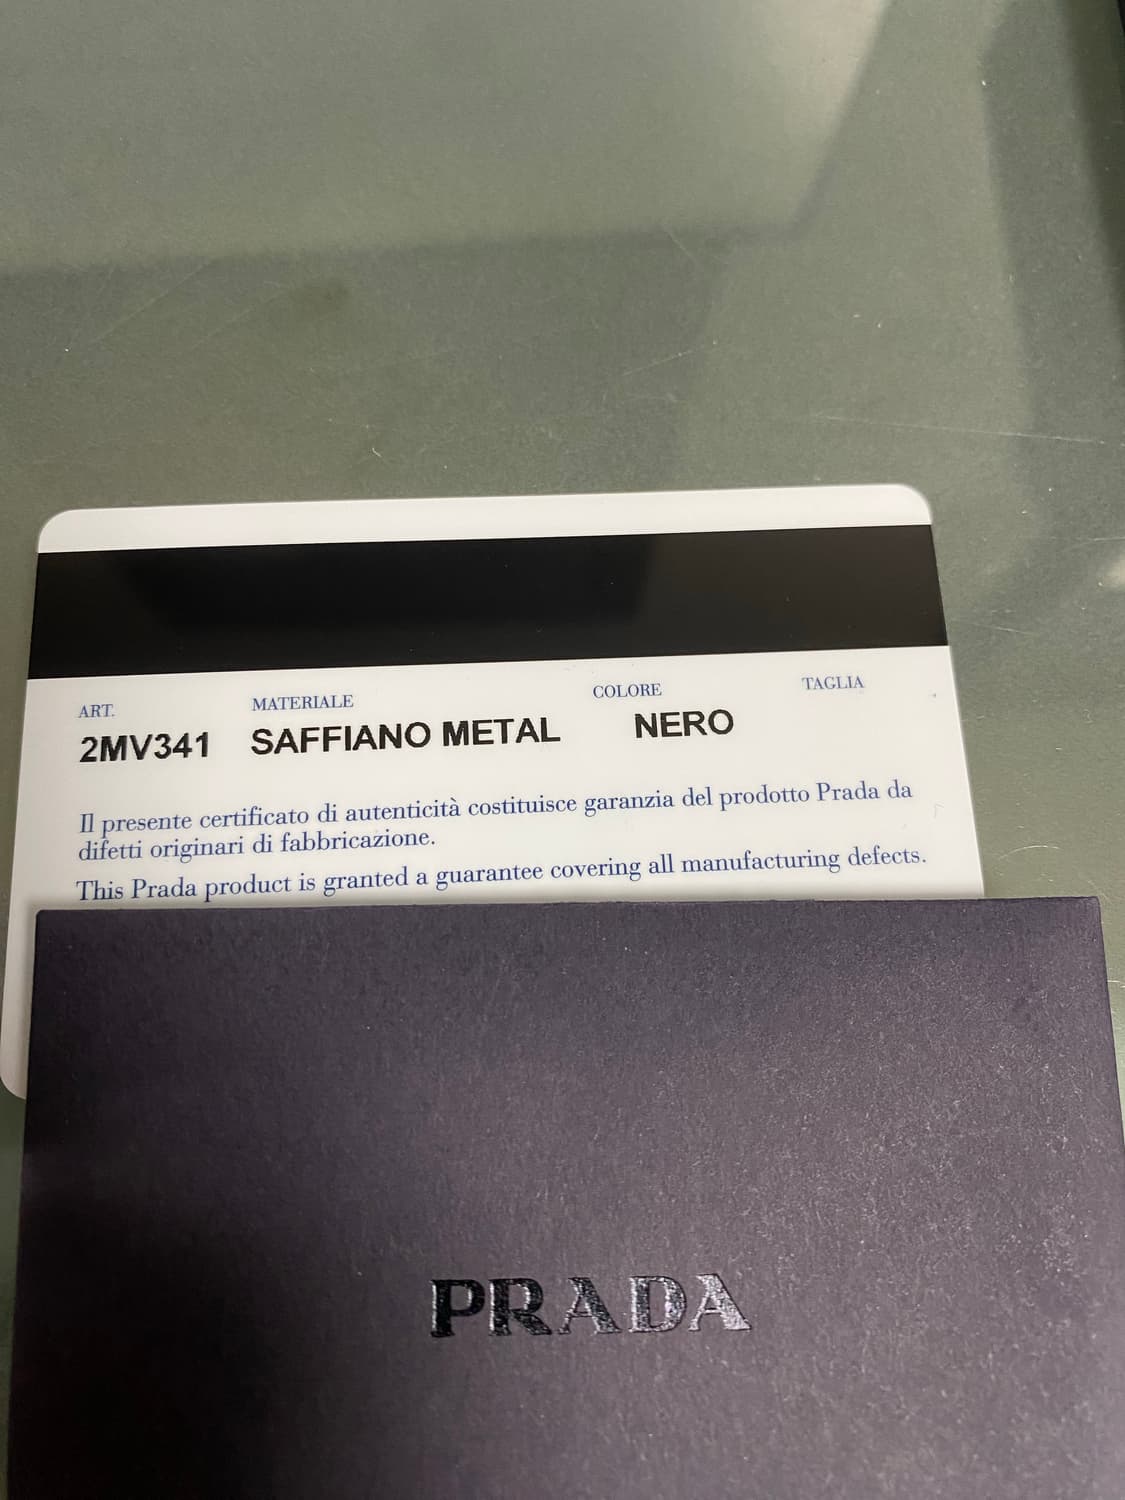 ART. MATERIALE COLORE TAGLIA
2MV341 SAFFIANO METAL NERO
Il presente certificato di autenticità costituisce garanzia del prodotto Prada da
difetti originari di fabbricazione.
This Prada product is granted a guarantee covering all manufacturing defects.
PRADA